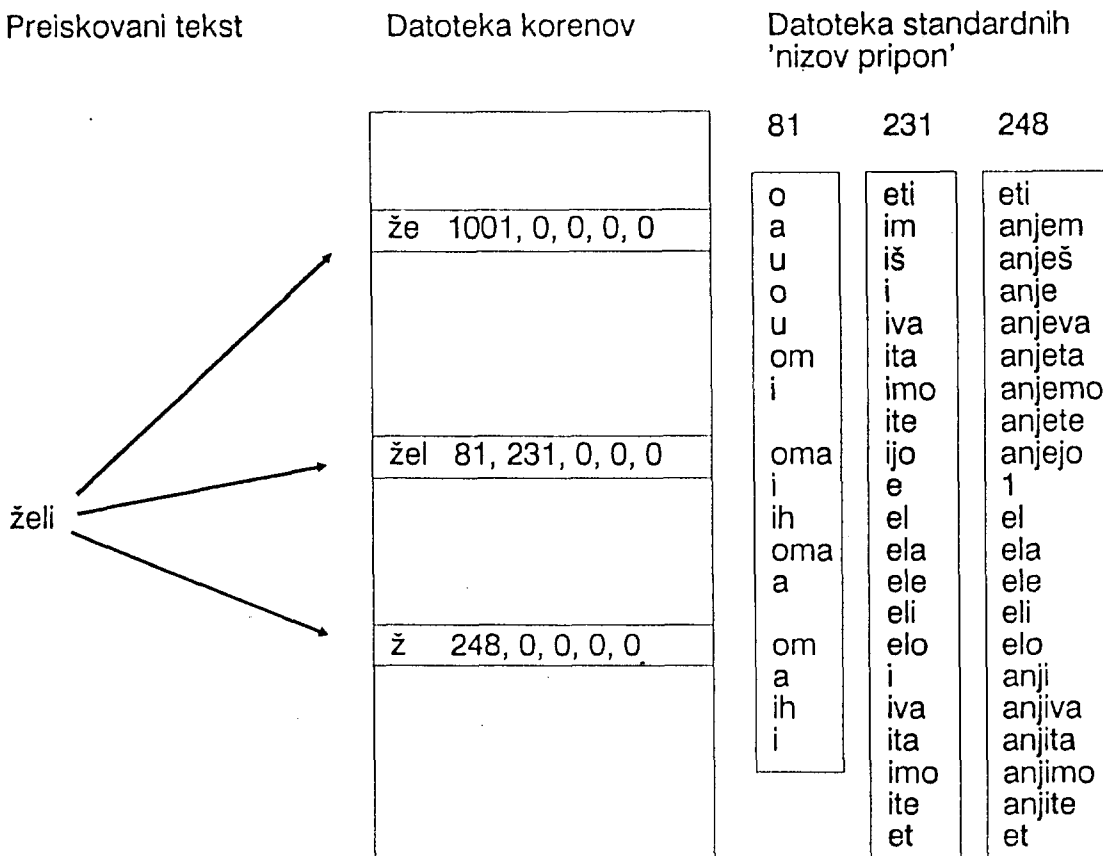 Preiskovani tekst
Datoteka korenov
Datoteka standardnih
'nizov pripon'
želi
že 1001, 0, 0, 0, 0
žel 81, 231, 0, 0, 0
ž 248, 0, 0, 0, 0
81
o
a
u
o
u
om
i
oma
i
ih
oma
a
om
a
ih
i
231
eti
im
iš
i
iva
ita
imo
ite
ijo
e
el
ela
ele
eli
elo
i
iva
ita
imo
ite
et
248
eti
anjem
anješ
anje
anjeva
anjeta
anjemo
anjete
anjejo
1
el
ela
ele
eli
elo
anji
anjiva
anjita
anjimo
anjite
et